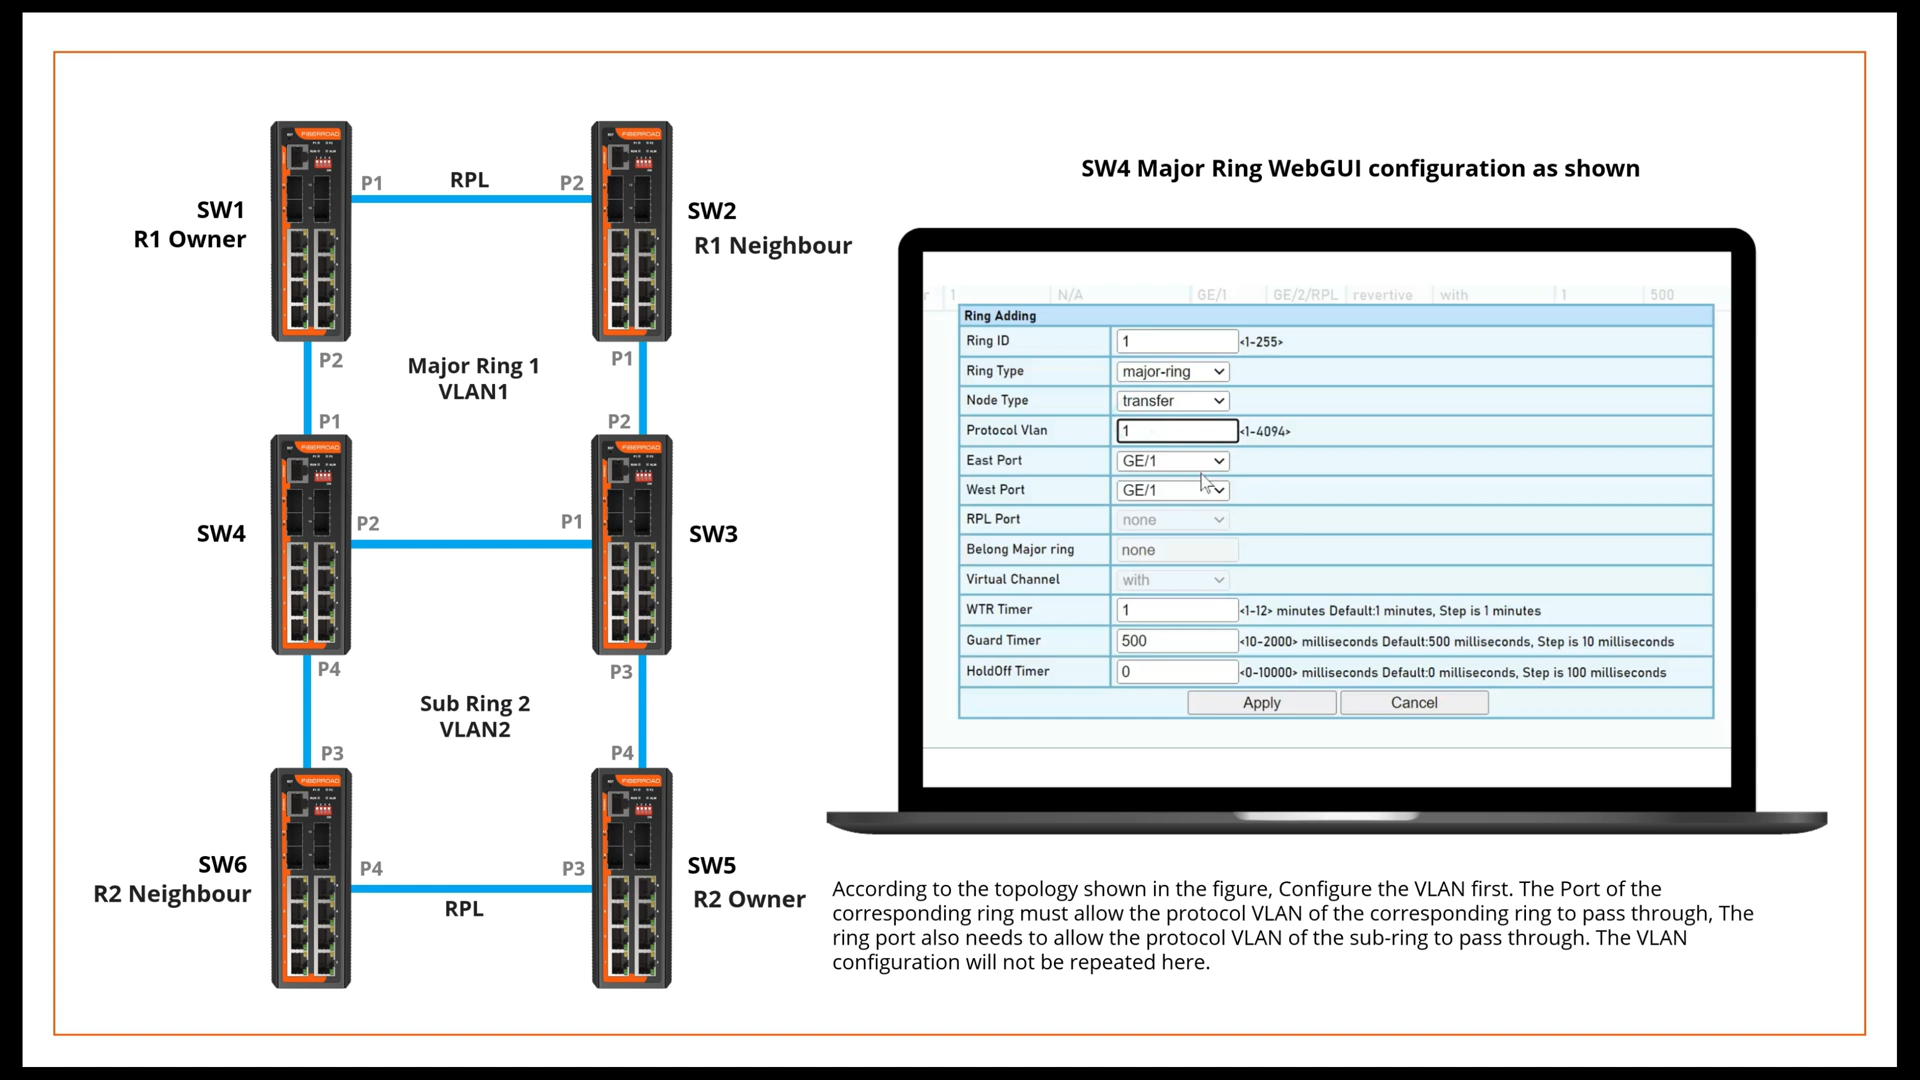 FIBERROAD
FIBERROAD
P1 RPL P2
SW1
R1 Owner
SW2
R1 Neighbour
P2
P1
Major Ring 1
VLAN1
P1
P2
FIBERROAD
FIBERROAD
SW4
P2
P1
SW3
P4
P3
Sub Ring 2
VLAN2
P3
P4
FIBERROAD
FIBERROAD
SW6
R2 Neighbour
P4
P3
RPL
SW5
R2 Owner
SW4 Major Ring WebGUI configuration as shown
r 1 N/A GE/1 GE/2/RPL revertive with 1 500
Ring Adding
Ring ID 1 <1-255>
Ring Type major-ring
Node Type transfer
Protocol Vlan 1 <1-4094>
East Port GE/1
West Port GE/1
RPL Port none
Belong Major ring none
Virtual Channel with
WTR Timer 1 <1-12> minutes Default:1 minutes, Step is 1 minutes
Guard Timer 500 <10-2000> milliseconds Default:500 milliseconds, Step is 10 milliseconds
HoldOff Timer 0 <0-10000> milliseconds Default:0 milliseconds, Step is 100 milliseconds
Apply Cancel
According to the topology shown in the figure, Configure the VLAN first. The Port of the
corresponding ring must allow the protocol VLAN of the corresponding ring to pass through, The
ring port also needs to allow the protocol VLAN of the sub-ring to pass through. The VLAN
configuration will not be repeated here.